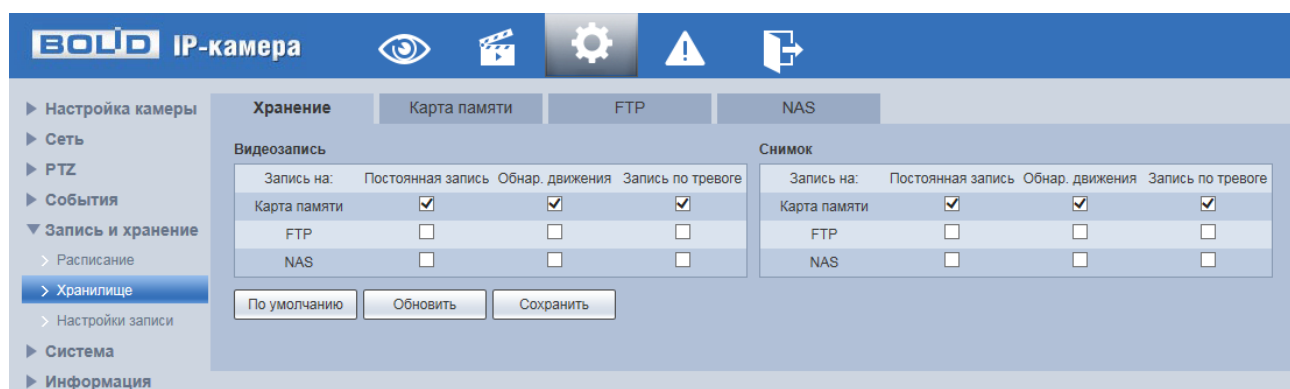 BOLID IP-камера
Настройка камеры
Сеть
PTZ
События
Запись и хранение
Расписание
Хранилище
Настройки записи
Система
Информация
Хранение Карта памяти FTP NAS
Видеозапись
Запись на: Постоянная запись Обнар. движения Запись по тревоге
Карта памяти
FTP
NAS
Снимок
Запись на: Постоянная запись Обнар. движения Запись по тревоге
Карта памяти
FTP
NAS
По умолчанию Обновить Сохранить